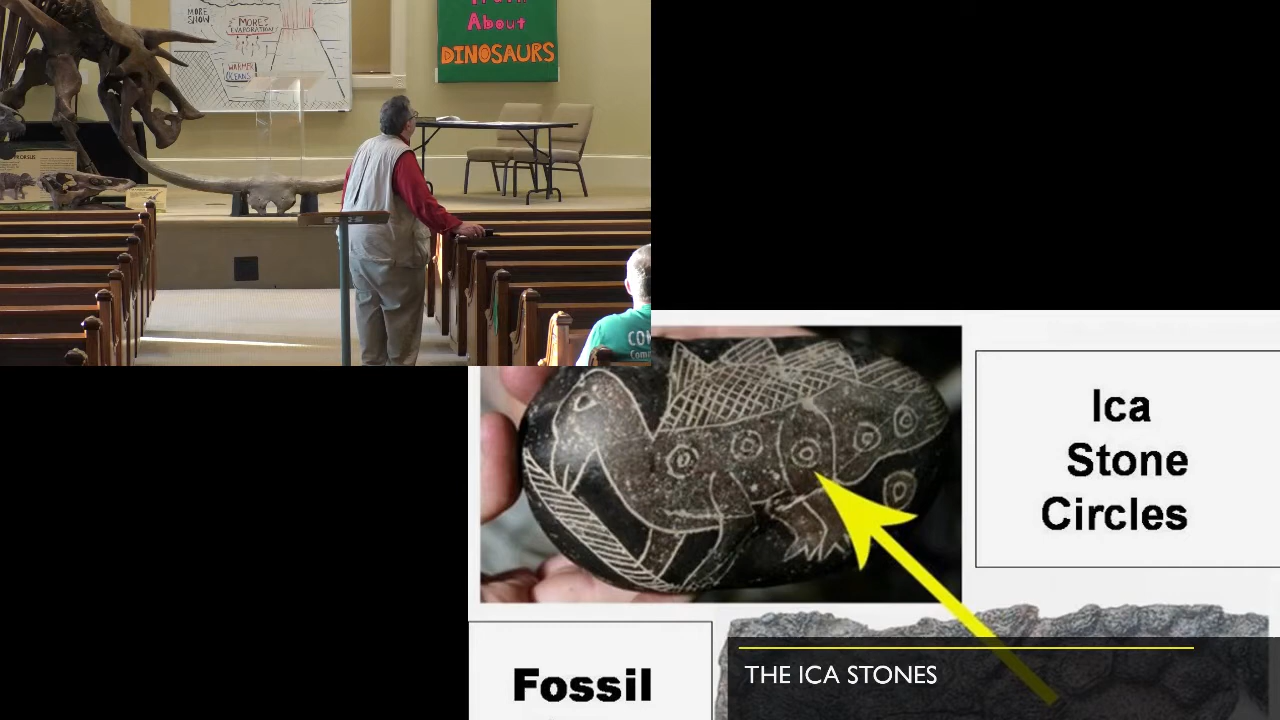 MORE
SNOW
MORE?
EVAPORATION
WARMER
OCEANS
About
DINOSAURS
Ica
Stone
Circles
Fossil
THE ICA STONES